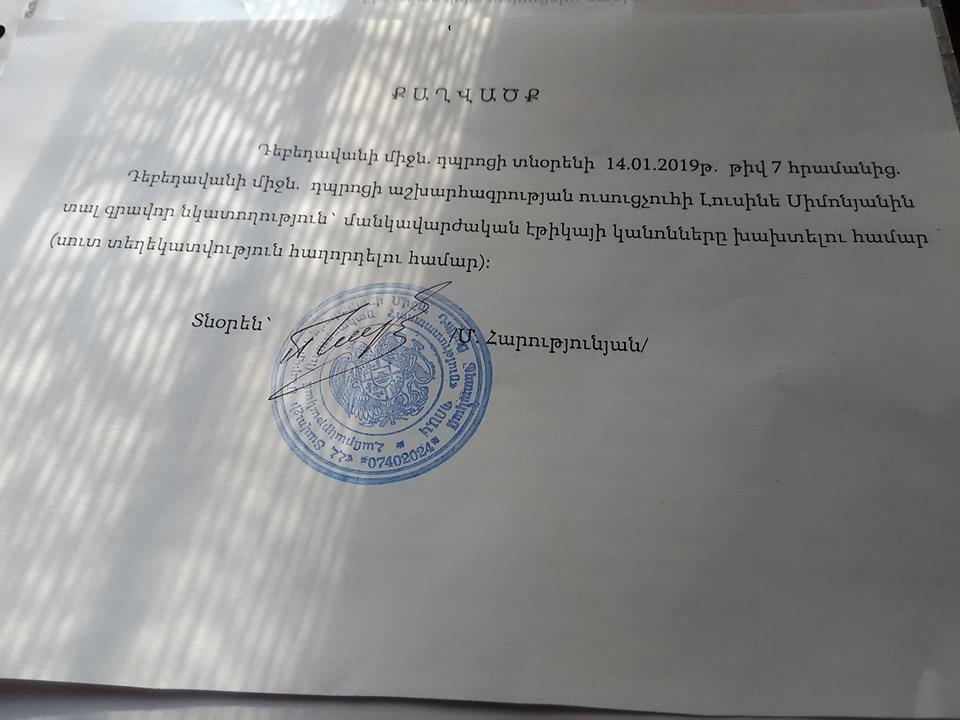 ՔԱՂՎԱԾՔ
Դեբեդավանի միջն. դպրոցի տնօրենի 14.01.2019թ. թիվ 7 հրամանից.
Դեբեդավանի միջն. դպրոցի աշխարհագրության ուսուցչուհի Լուսինե Սիմոնյանին
տալ գրավոր նկատողություն՝ մանկավարժական էթիկայի կանոնները խախտելու համար
(սուտ տեղեկատվություն հաղորդելու համար):
Տնօրեն՝ /Մ. Հարությունյան/
*07402024*